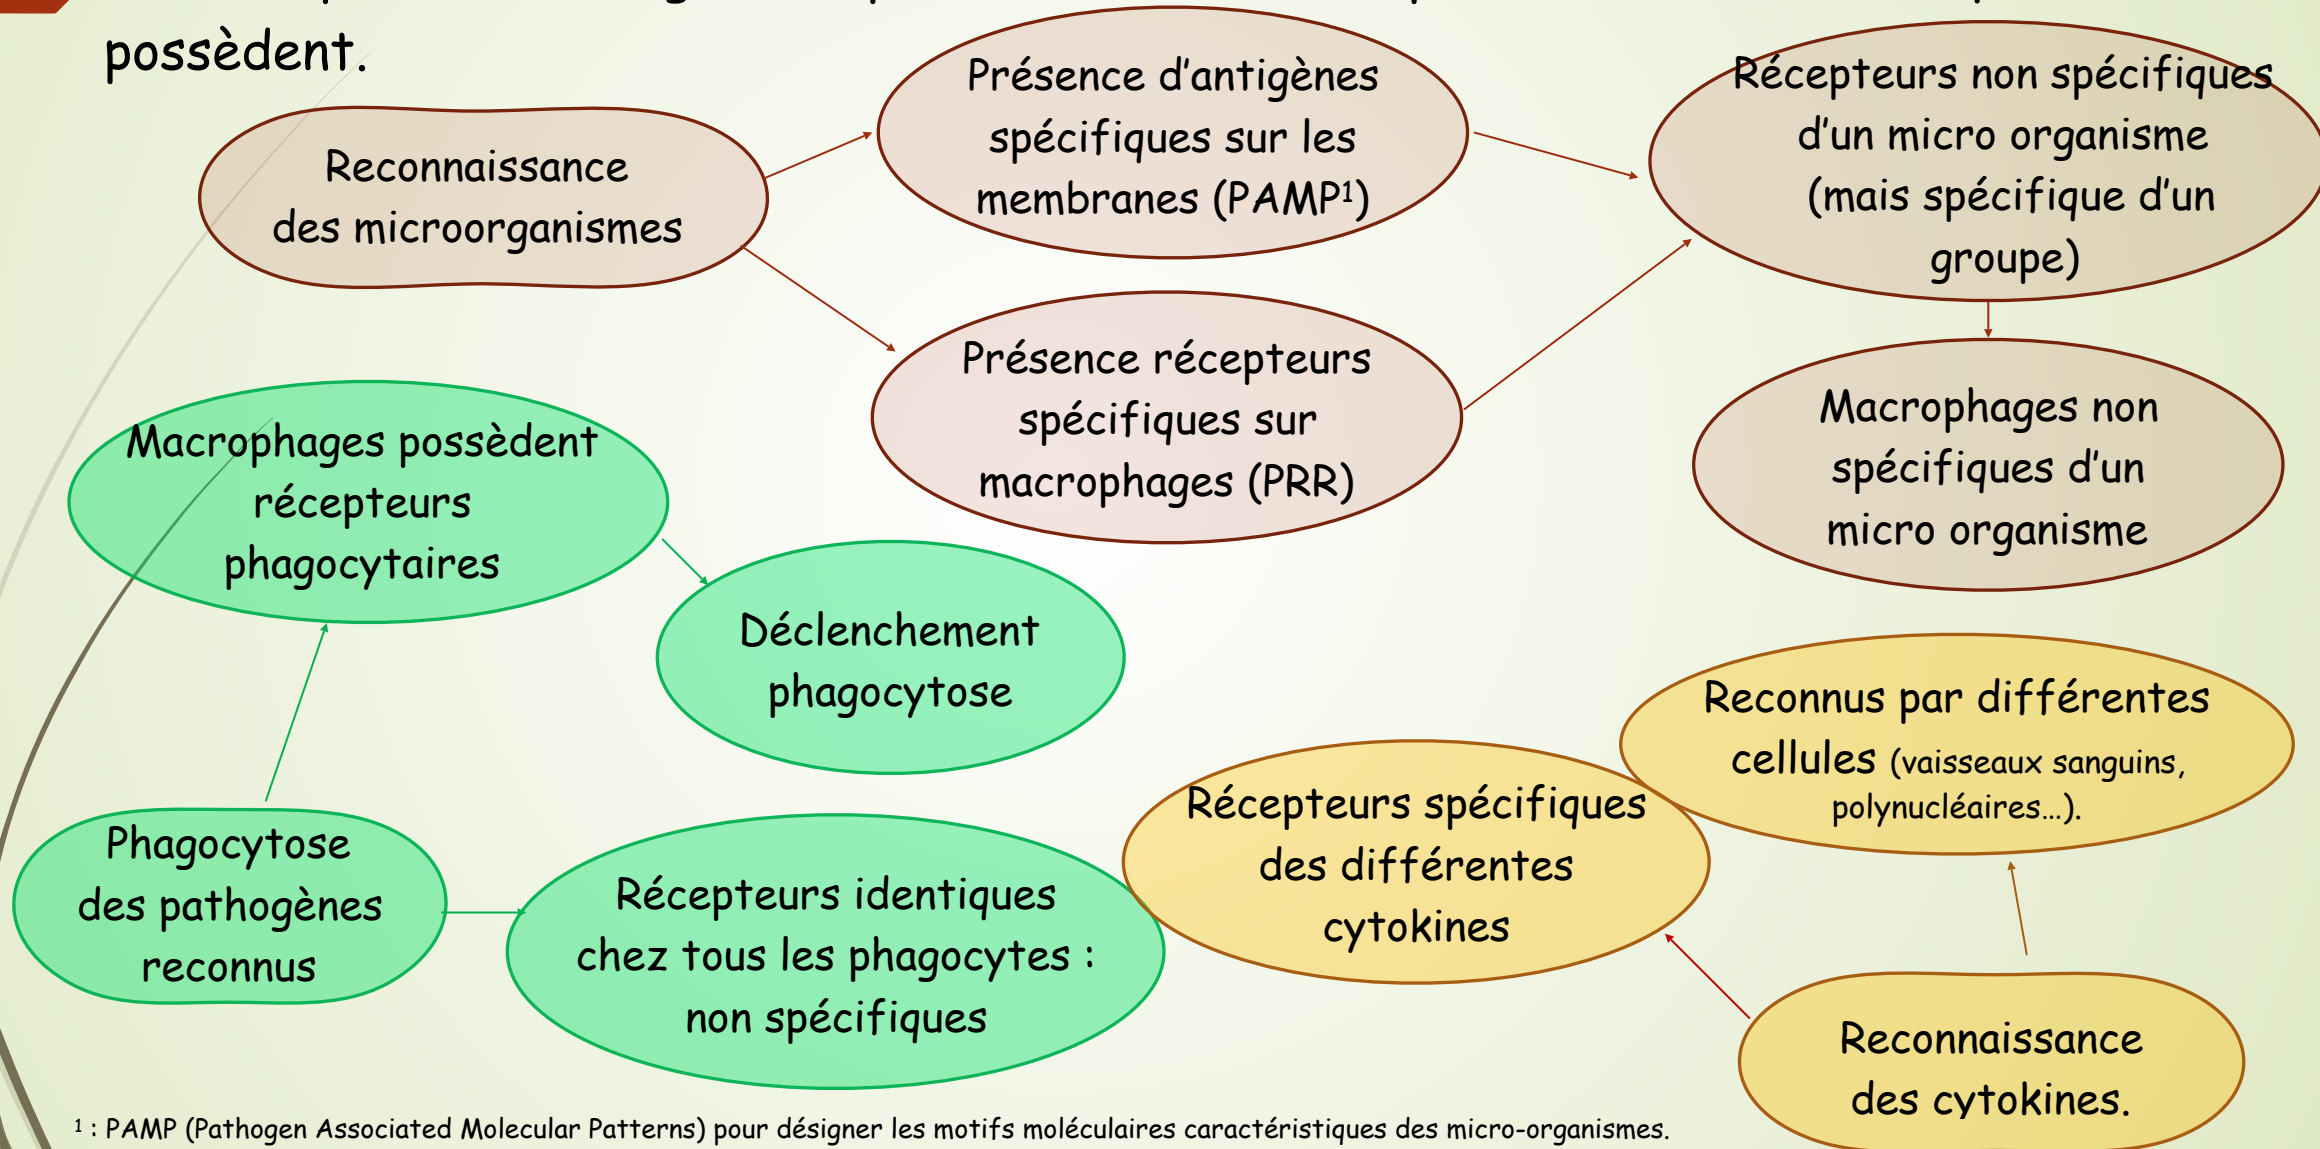 possèdent.
Reconnaissance
des microorganismes
Présence d’antigènes
spécifiques sur les
membranes (PAMP¹)
Récepteurs non spécifiques
d’un micro organisme
(mais spécifique d’un
groupe)
Présence récepteurs
spécifiques sur
macrophages (PRR)
Macrophages non
spécifiques d’un
micro organisme
Macrophages possèdent
récepteurs
phagocytaires
Déclenchement
phagocytose
Phagocytose
des pathogènes
reconnus
Récepteurs identiques
chez tous les phagocytes :
non spécifiques
Récepteurs spécifiques
des différentes
cytokines
Reconnus par différentes
cellules (vaisseaux sanguins,
polynucléaires…).
Reconnaissance
des cytokines.
¹ : PAMP (Pathogen Associated Molecular Patterns) pour désigner les motifs moléculaires caractéristiques des micro-organismes.